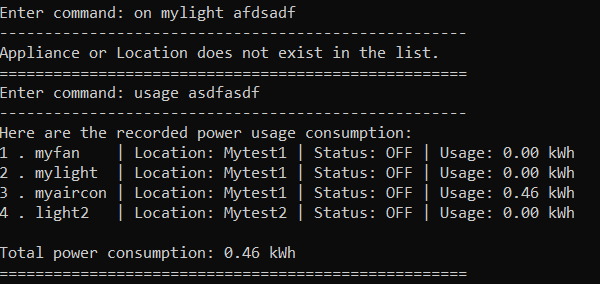 Enter command: on mylight afdsadf
----------------------------------------------------
Appliance or Location does not exist in the list.
====================================================
Enter command: usage asdfasdf
----------------------------------------------------
Here are the recorded power usage consumption:
1 . myfan    | Location: Mytest1 | Status: OFF | Usage: 0.00 kWh
2 . mylight  | Location: Mytest1 | Status: OFF | Usage: 0.00 kWh
3 . myaircon | Location: Mytest1 | Status: OFF | Usage: 0.46 kWh
4 . light2   | Location: Mytest2 | Status: OFF | Usage: 0.00 kWh
Total power consumption: 0.46 kWh
====================================================